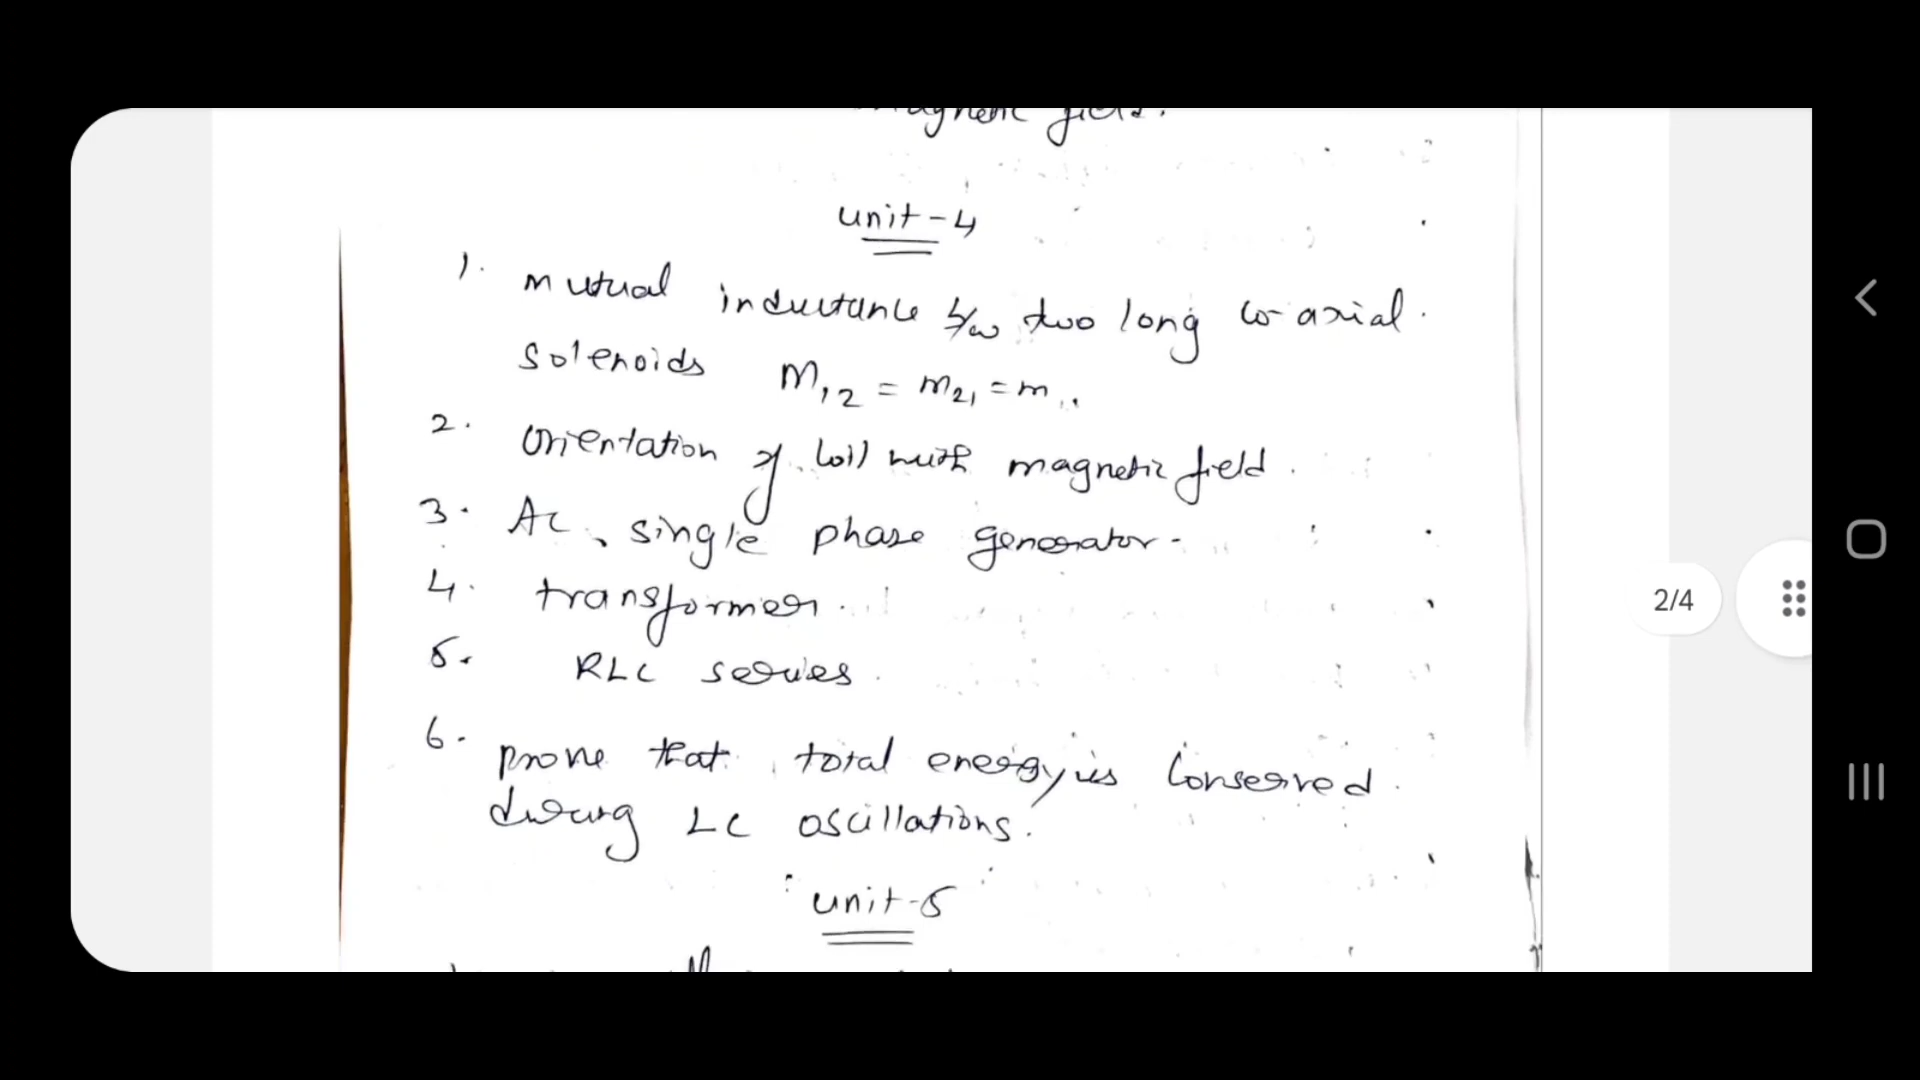 magnetic field.
unit-4
1. mutual inductance b/w two long co-axial
solenoids M12 = M21 = m
2. Orientation of coil with magnetic field.
3. AC single phase generator-
4. transformer.
5. RLC series
6. prove that total energy is conserved
during LC oscillations.
unit-5
2/4